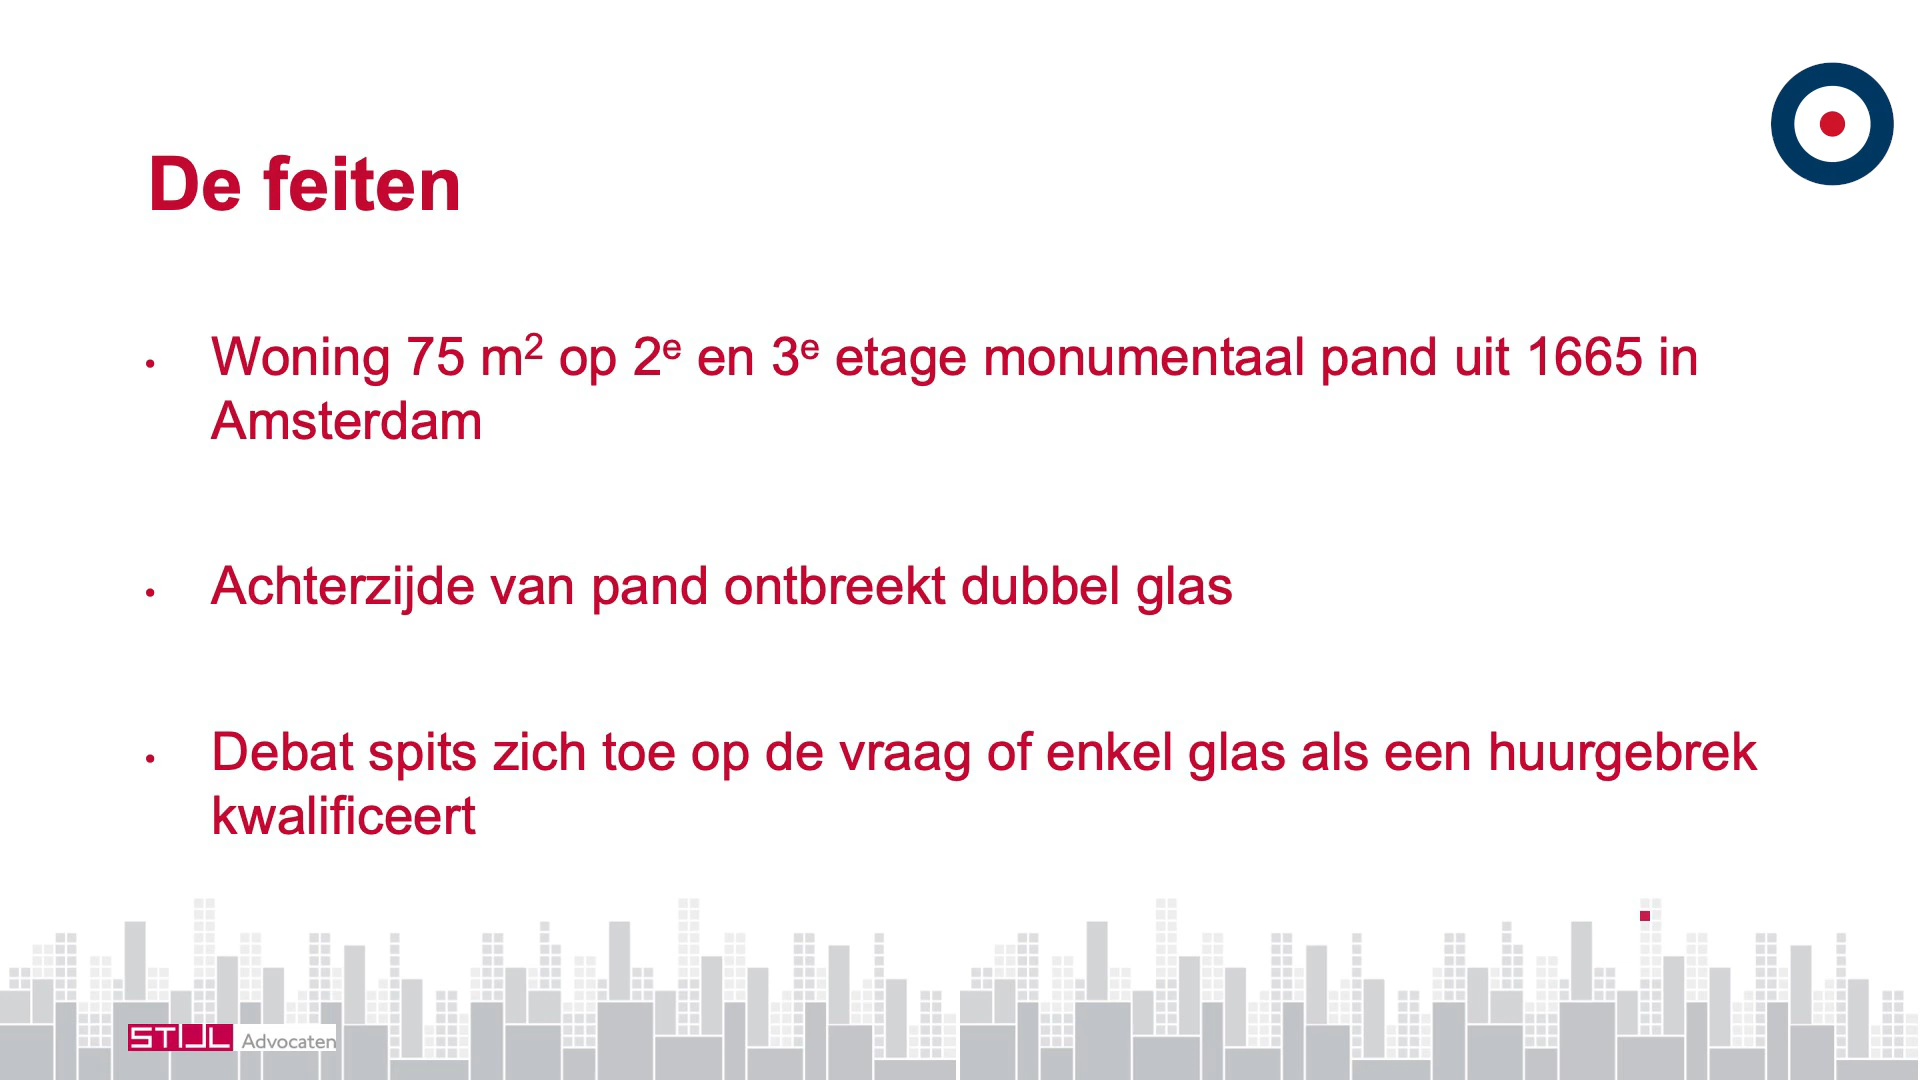 De feiten
• Woning 75 m² op 2ᵉ en 3ᵉ etage monumentaal pand uit 1665 in
Amsterdam
• Achterzijde van pand ontbreekt dubbel glas
• Debat spits zich toe op de vraag of enkel glas als een huurgebrek
kwalificeert
STIJL Advocaten